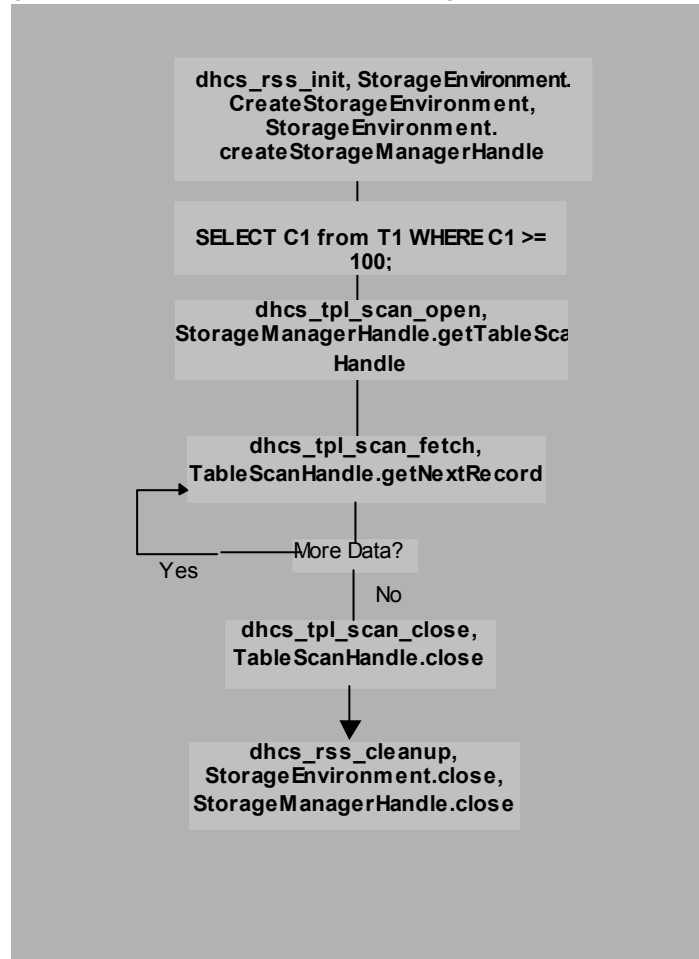 dhcs_rss_init, StorageEnvironment.
CreateStorageEnvironment,
StorageEnvironment.
createStorageManagerHandle
SELECT C1 from T1 WHERE C1 >=
100;
dhcs_tpl_scan_open,
StorageManagerHandle.getTableSca
Handle
dhcs_tpl_scan_fetch,
TableScanHandle.getNextRecord
More Data?
Yes
No
dhcs_tpl_scan_close,
TableScanHandle.close
dhcs_rss_cleanup,
StorageEnvironment.close,
StorageManagerHandle.close